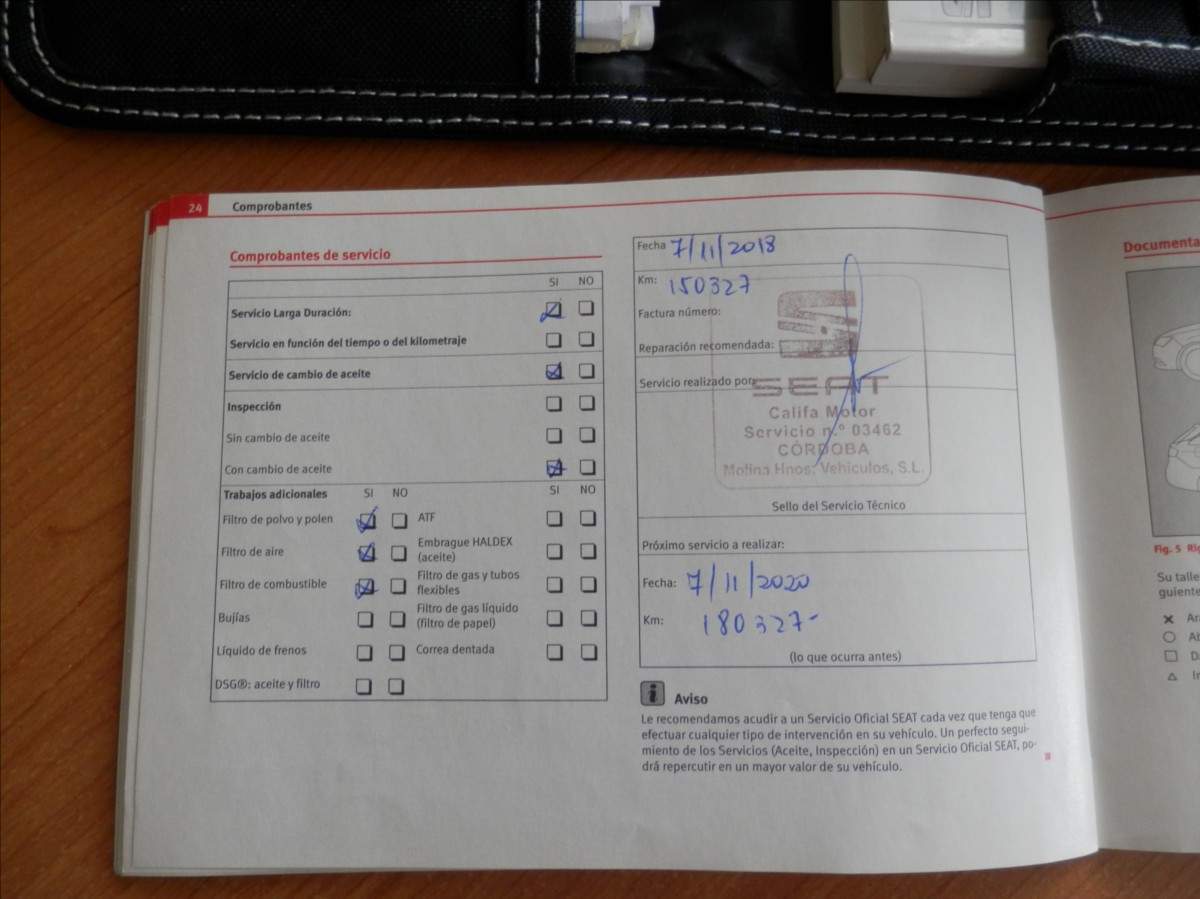 24 Comprobantes
Comprobantes de servicio
SI NO
Servicio Larga Duración:
Servicio en función del tiempo o del kilometraje
Servicio de cambio de aceite
Inspección
Sin cambio de aceite
Con cambio de aceite
Trabajos adicionales SI NO SI NO
Filtro de polvo y polen ATF
Filtro de aire Embrague HALDEX
(aceite)
Filtro de combustible Filtro de gas y tubos
flexibles
Bujías Filtro de gas líquido
(filtro de papel)
Líquido de frenos Correa dentada
DSG®: aceite y filtro
Fecha 7/11/2018
Km: 150327
Factura número:
Reparación recomendada:
Servicio realizado por:
SEAT
Califa Motor
Servicio n.º 03462
CÓRDOBA
Molina Hnos. Vehículos, S.L.
Sello del Servicio Técnico
Próximo servicio a realizar:
Fecha: 7/11/2020
Km: 180327-
(lo que ocurra antes)
i Aviso
Le recomendamos acudir a un Servicio Oficial SEAT cada vez que tenga que
efectuar cualquier tipo de intervención en su vehículo. Un perfecto segui-
miento de los Servicios (Aceite, Inspección) en un Servicio Oficial SEAT, po-
drá repercutir en un mayor valor de su vehículo.
Documenta
Fig. 5
Su talle
guiente